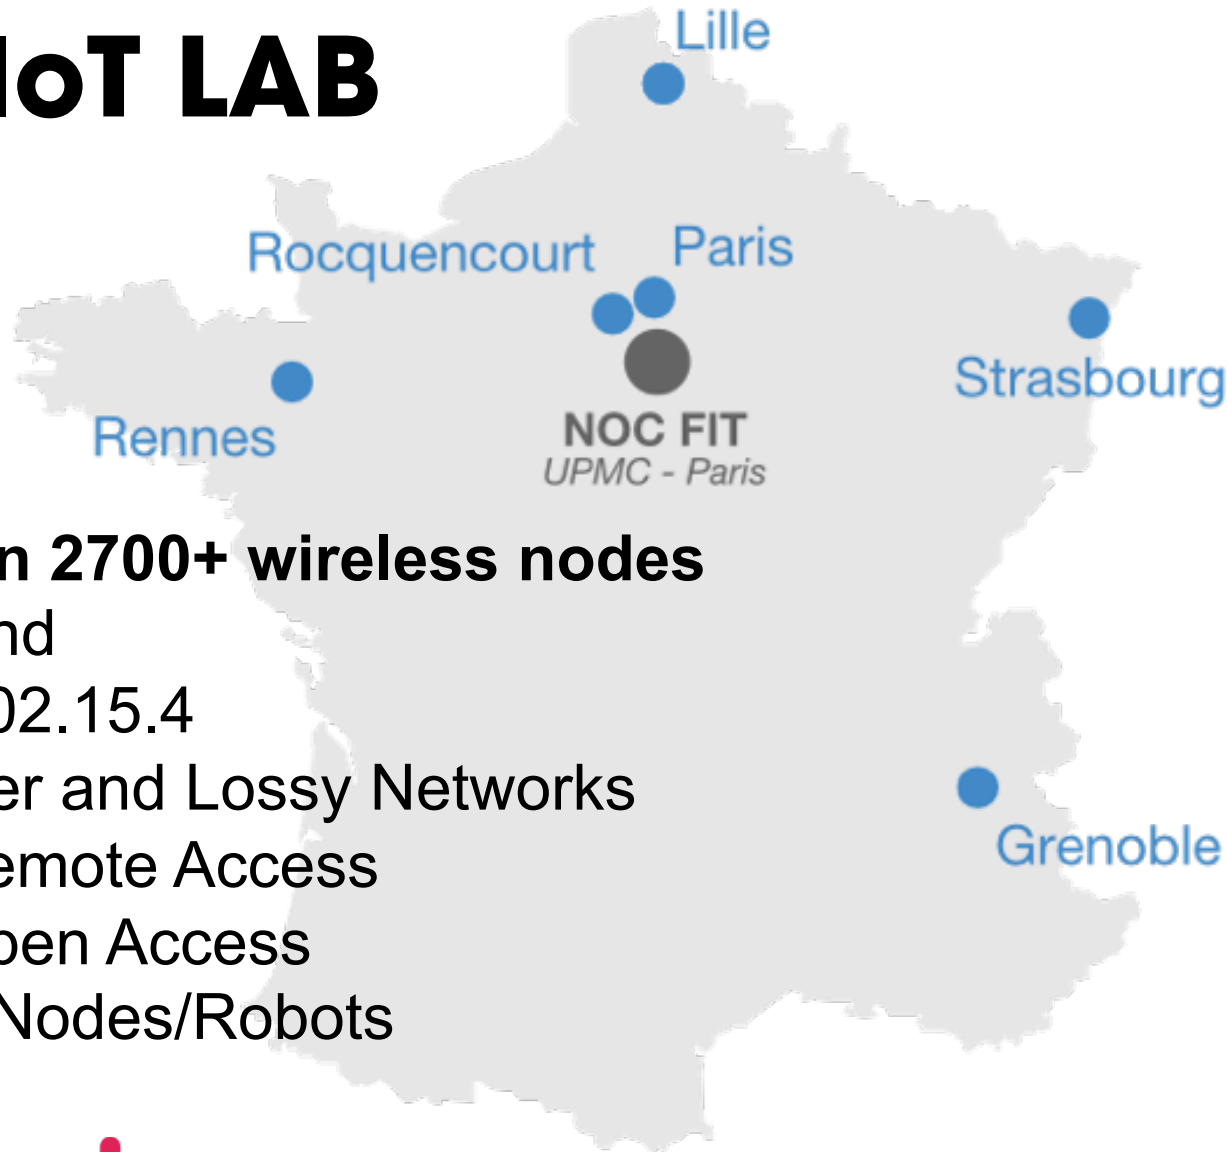 IoT LAB
Lille
Rocquencourt
Paris
Strasbourg
Rennes
NOC FIT
UPMC - Paris
n 2700+ wireless nodes
nd
02.15.4
er and Lossy Networks
emote Access
pen Access
Nodes/Robots
Grenoble